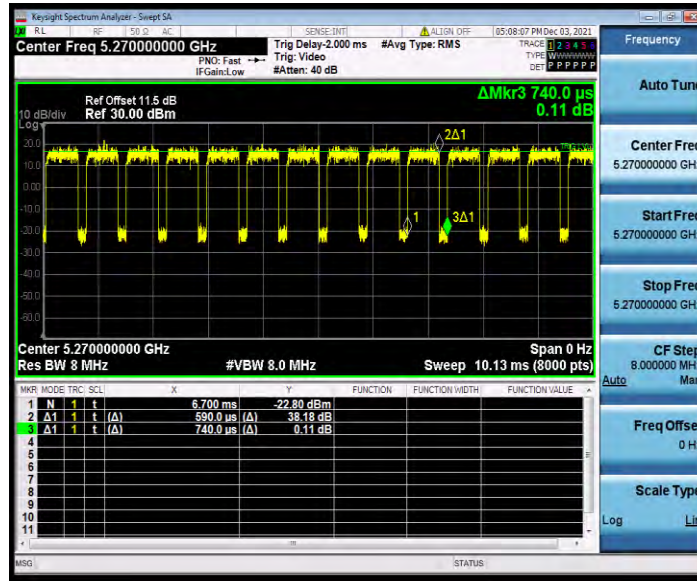 Keysight Spectrum Analyzer - Swept SA
RL RF 50 Ω AC SENSE:INT ALIGN OFF 05:08:07 PM Dec 03, 2021
Center Freq 5.270000000 GHz
PNO: Fast
IFGain:Low
Trig Delay-2.000 ms
Trig: Video
#Atten: 40 dB
#Avg Type: RMS
TRACE 1 2 3 4 5 6
TYPE
DET P P P P P P
ΔMkr3 740.0 µs
0.11 dB
Ref Offset 11.5 dB
10 dB/div Ref 30.00 dBm
Log
20.0
10.0
0.00
-10.0
-20.0
-30.0
-40.0
-50.0
-60.0
2Δ1
1
3Δ1
Center 5.270000000 GHz Span 0 Hz
Res BW 8 MHz #VBW 8.0 MHz Sweep 10.13 ms (8000 pts)
MKR MODE TRC SCL X Y FUNCTION FUNCTION WIDTH FUNCTION VALUE
1 N 1 t 6.700 ms -22.80 dBm
2 Δ1 1 t (Δ) 590.0 µs (Δ) 38.18 dB
3 Δ1 1 t (Δ) 740.0 µs (Δ) 0.11 dB
4
5
6
7
8
9
10
11
MSG STATUS
Frequency
Auto Tune
Center Freq
5.270000000 GHz
Start Freq
5.270000000 GHz
Stop Freq
5.270000000 GHz
CF Step
8.000000 MHz
Auto Man
Freq Offset
0 Hz
Scale Type
Log Lin